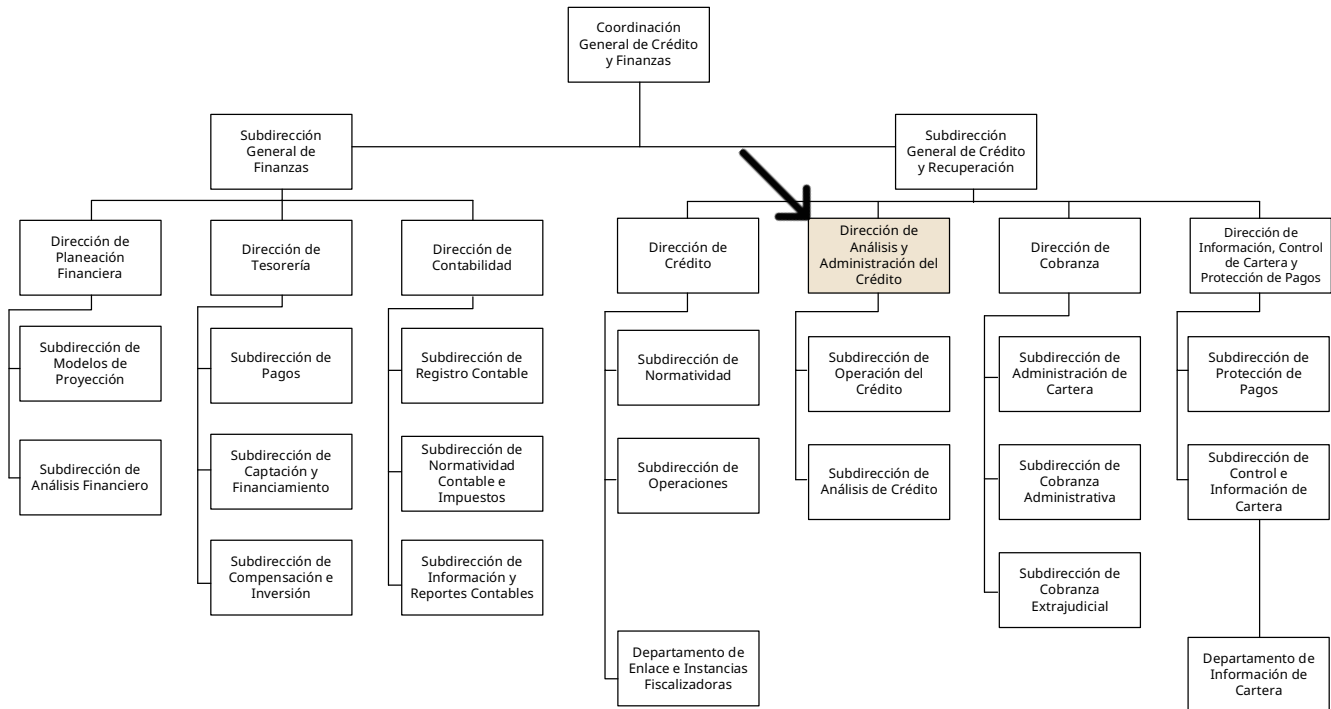 Coordinación
General de Crédito
y Finanzas
Subdirección
General de
Finanzas
Subdirección
General de Crédito
y Recuperación
Dirección de
Planeación
Financiera
Dirección de
Tesorería
Dirección de
Contabilidad
Dirección de
Crédito
Dirección de
Análisis y
Administración del
Crédito
Dirección de
Cobranza
Dirección de
Información, Control
de Cartera y
Protección de Pagos
Subdirección de
Modelos de
Proyección
Subdirección de
Pagos
Subdirección de
Registro Contable
Subdirección de
Normatividad
Subdirección de
Operación del
Crédito
Subdirección de
Administración de
Cartera
Subdirección de
Protección de
Pagos
Subdirección de
Análisis Financiero
Subdirección de
Captación y
Financiamiento
Subdirección de
Normatividad
Contable e
Impuestos
Subdirección de
Operaciones
Subdirección de
Análisis de Crédito
Subdirección de
Cobranza
Administrativa
Subdirección de
Control e
Información de
Cartera
Subdirección de
Compensación e
Inversión
Subdirección de
Información y
Reportes Contables
Subdirección de
Cobranza
Extrajudicial
Departamento de
Enlace e Instancias
Fiscalizadoras
Departamento de
Información de
Cartera